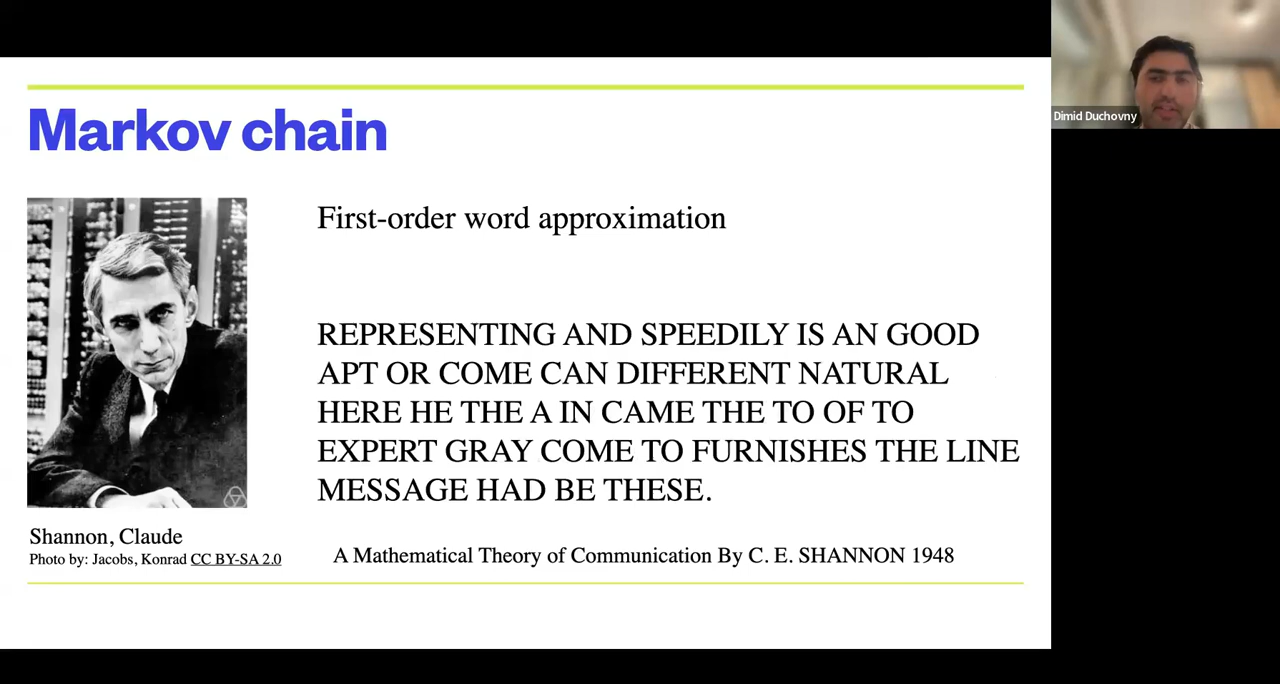 Markov chain
First-order word approximation
REPRESENTING AND SPEEDILY IS AN GOOD
APT OR COME CAN DIFFERENT NATURAL
HERE HE THE A IN CAME THE TO OF TO
EXPERT GRAY COME TO FURNISHES THE LINE
MESSAGE HAD BE THESE.
Shannon, Claude
Photo by: Jacobs, Konrad CC BY-SA 2.0
A Mathematical Theory of Communication By C. E. SHANNON 1948
Dimid Duchovny